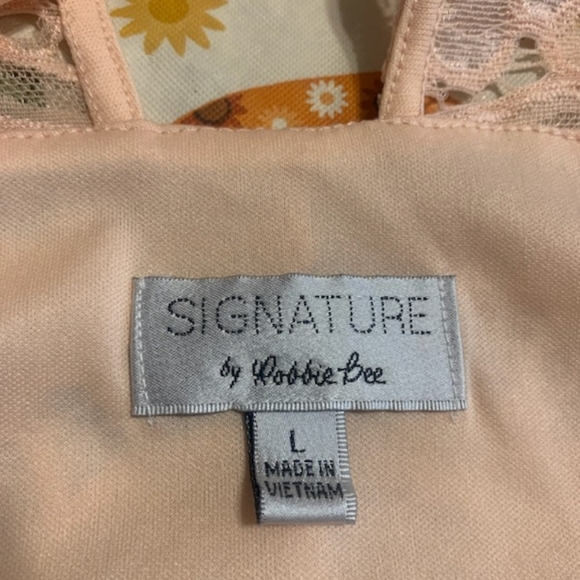 SIGNATURE
by Robbie Bee
L
MADE IN
VIETNAM